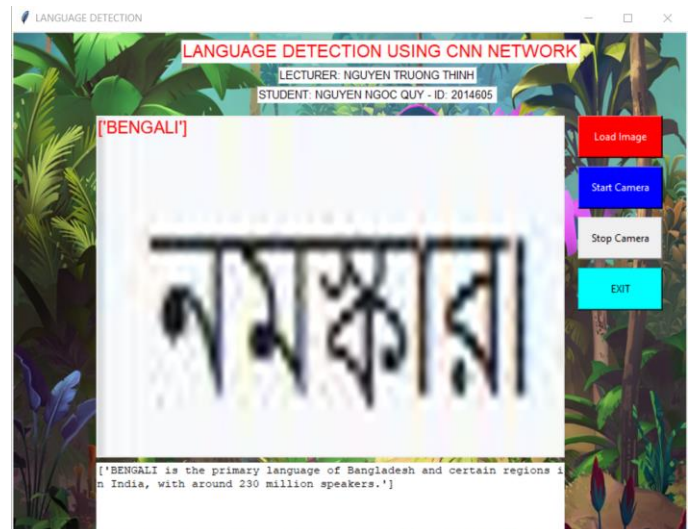 LANGUAGE DETECTION
LANGUAGE DETECTION USING CNN NETWORK
LECTURER: NGUYEN TRUONG THINH
STUDENT: NGUYEN NGOC QUY - ID: 2014605
['BENGALI']
নমস্কারা
Load Image
Start Camera
Stop Camera
EXIT
['BENGALI is the primary language of Bangladesh and certain regions i
n India, with around 230 million speakers.']